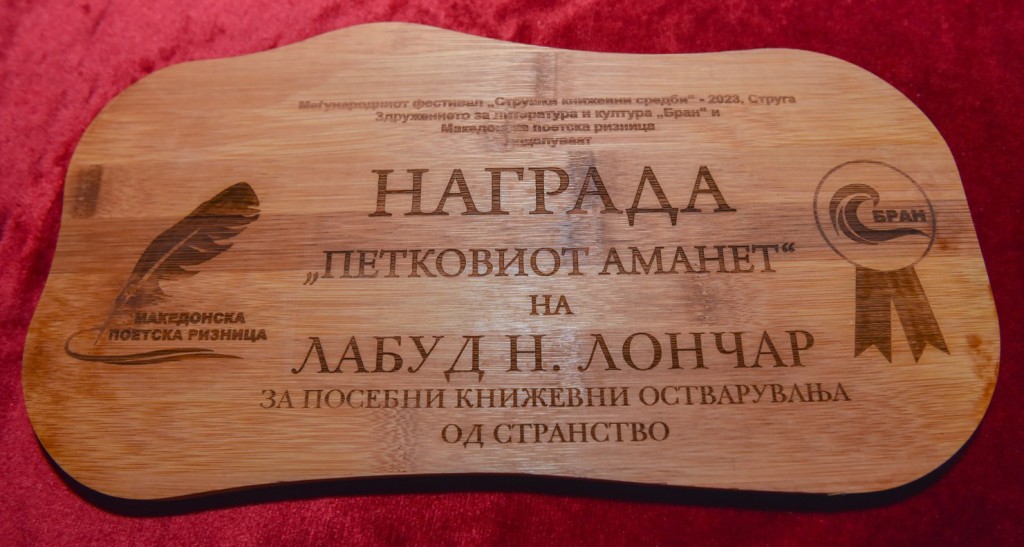 Меѓународниот фестивал „Струшки книжевни средби" - 2023, Струга
Здружението за литература и култура „Бран" и
Македонска поетска ризница
НАГРАДА
„ПЕТКОВИОТ АМАНЕТ“
НА
ЛАБУД Н. ЛОНЧАР
ЗА ПОСЕБНИ КНИЖЕВНИ ОСТВАРУВАЊА
ОД СТРАНСТВО
МАКЕДОНСКА
ПОЕТСКА РИЗНИЦА
БРАН